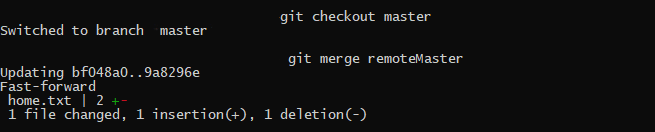 git checkout master
Switched to branch master
git merge remoteMaster
Updating bf048a0..9a8296e
Fast-forward
home.txt | 2 +-
1 file changed, 1 insertion(+), 1 deletion(-)